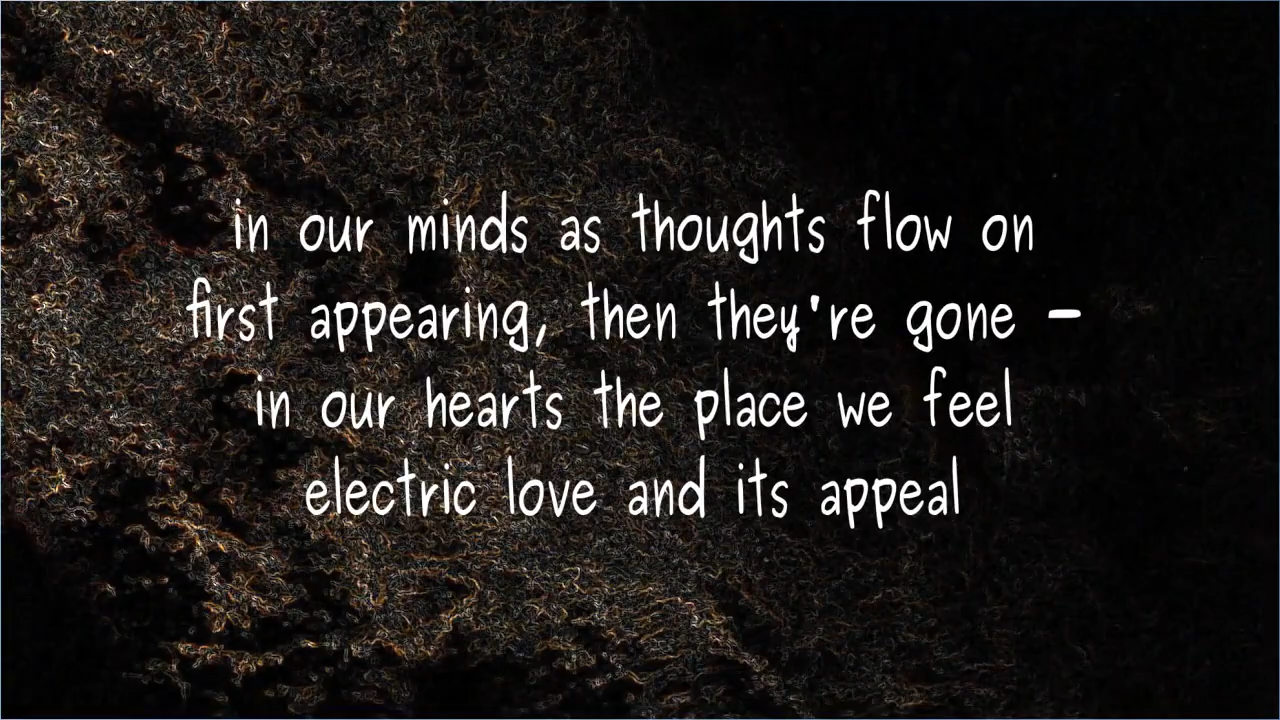 in our minds as thoughts flow on
first appearing, then they're gone –
in our hearts the place we feel
electric love and its appeal